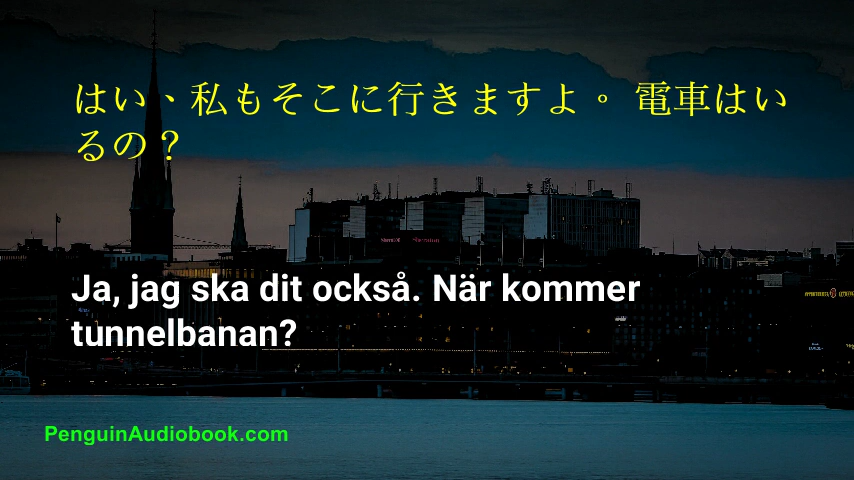 はい、私もそこに行きますよ。 電車はい
るの？
Ja, jag ska dit också. När kommer
tunnelbanan?
PenguinAudiobook.com